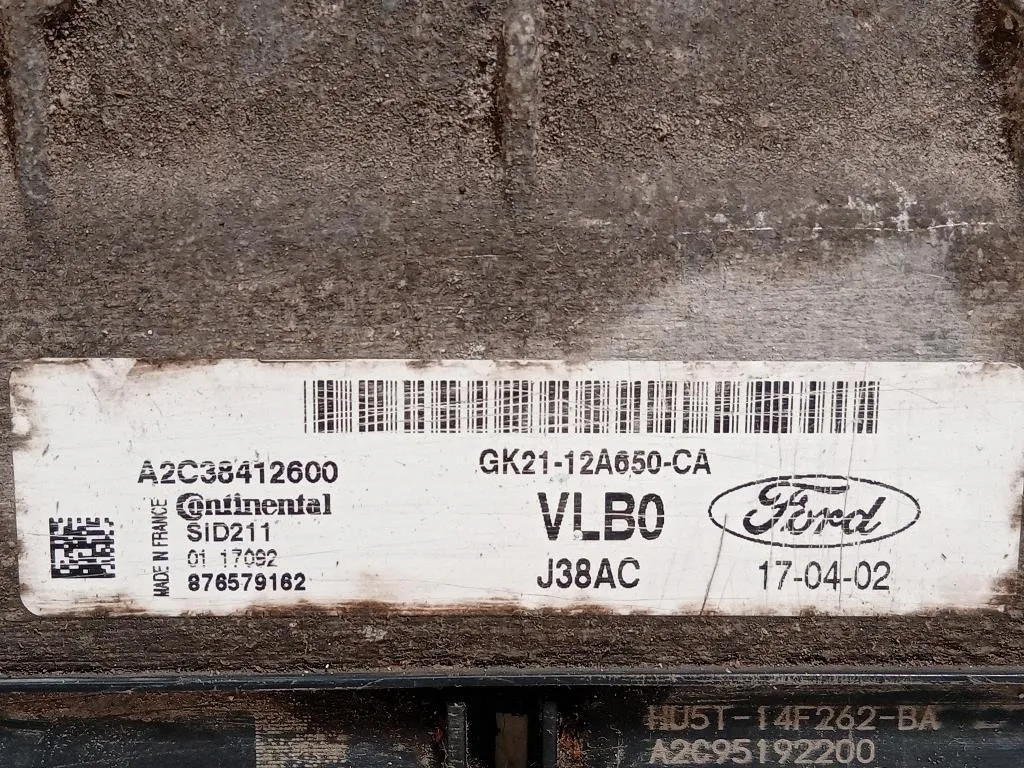 A2C38412600
Continental
SID211
01 17092
876579162
MADE IN FRANCE
GK21-12A650-CA
VLB0
J38AC
Ford
17-04-02
HU5T-14F262-BA
A2C95192200